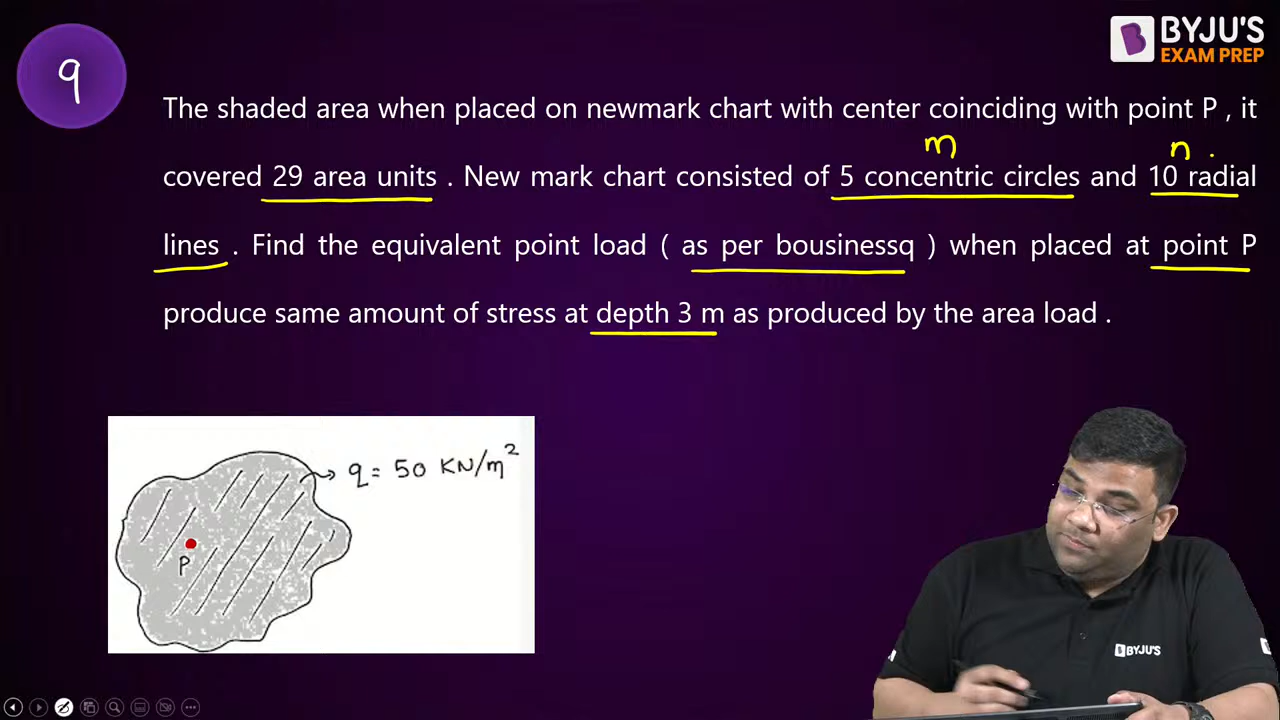 9
BYJU'S
EXAM PREP
The shaded area when placed on newmark chart with center coinciding with point P , it
m
n
covered 29 area units . New mark chart consisted of 5 concentric circles and 10 radial
lines . Find the equivalent point load ( as per bousinessq ) when placed at point P
produce same amount of stress at depth 3 m as produced by the area load .
q = 50 KN/m²
P
BYJU'S